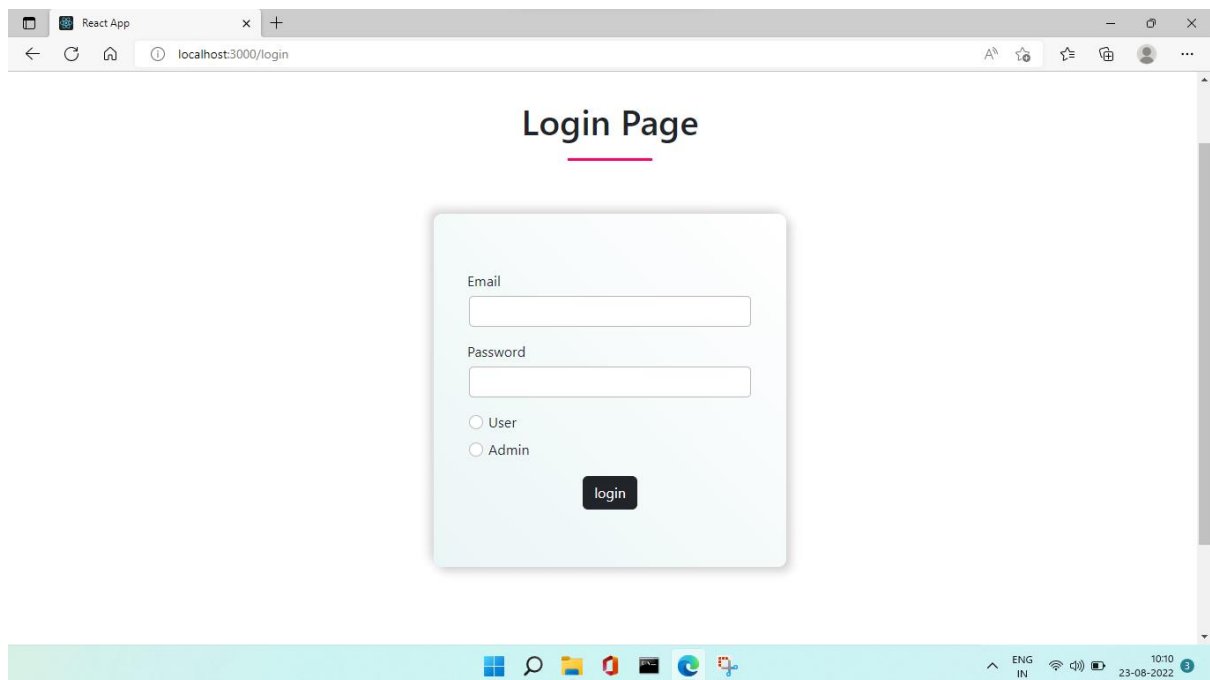 React App
localhost:3000/login
Login Page
Email
Password
User
Admin
login
ENG
IN
10:10
23-08-2022
3